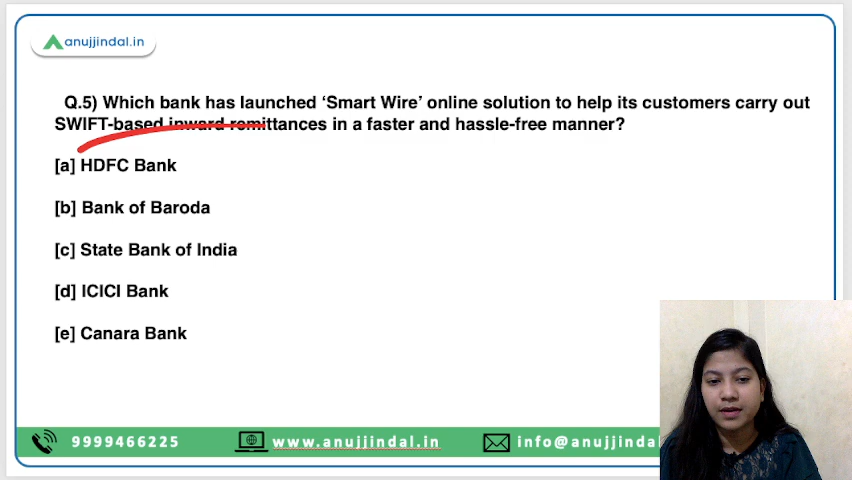 anujjindal.in
Q.5) Which bank has launched ‘Smart Wire’ online solution to help its customers carry out
SWIFT-based inward remittances in a faster and hassle-free manner?
[a] HDFC Bank
[b] Bank of Baroda
[c] State Bank of India
[d] ICICI Bank
[e] Canara Bank
9999466225 www.anujjindal.in info@anujjindal